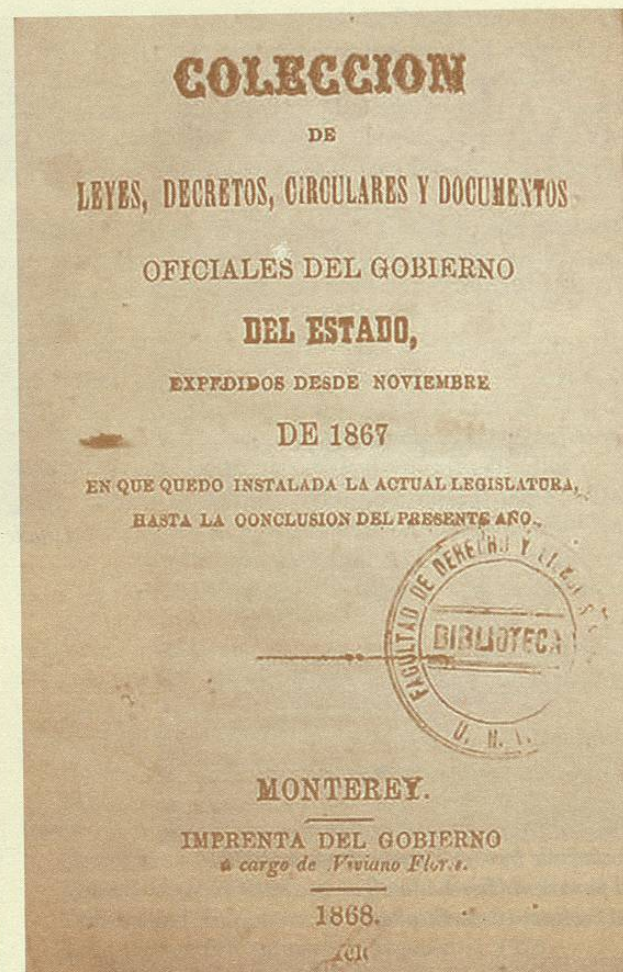 COLECCION
DE
LEYES, DECRETOS, CIRCULARES Y DOCUMENTOS
OFICIALES DEL GOBIERNO
DEL ESTADO,
EXPEDIDOS DESDE NOVIEMBRE
DE 1867
EN QUE QUEDO INSTALADA LA ACTUAL LEGISLATURA,
HASTA LA CONCLUSION DEL PRESENTE AÑO.
FACULTAD DE DERECHO Y
BIBLIOTECA
U. N. L.
MONTEREY.
IMPRENTA DEL GOBIERNO
á cargo de Viviano Flores.
1868.